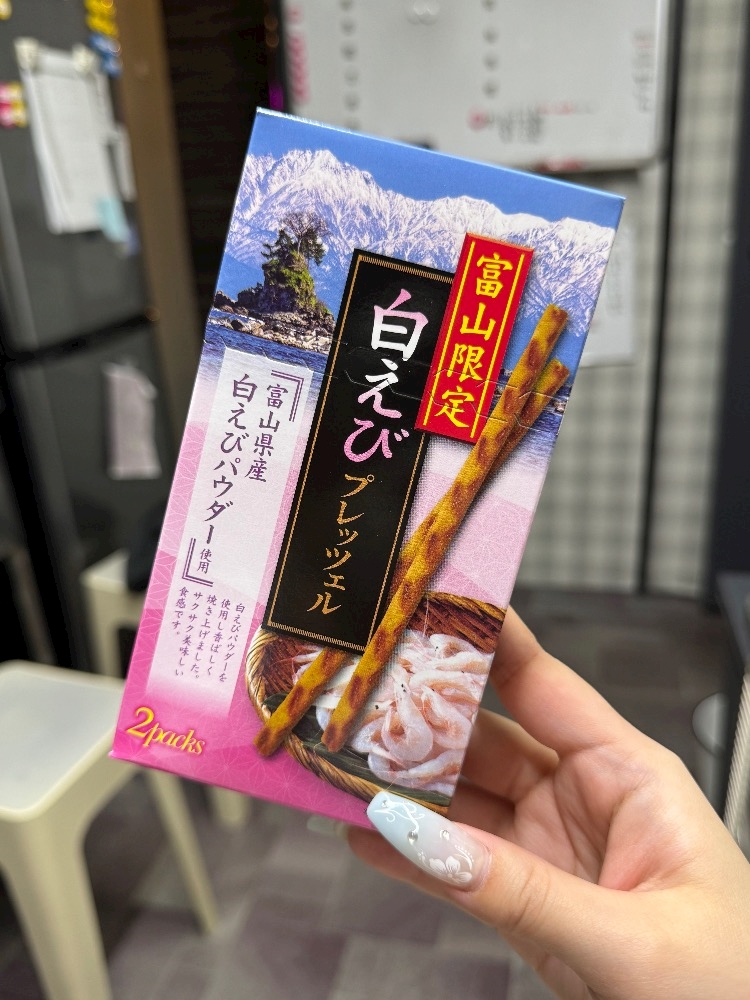 富山限定
白えびプレッツェル
「富山県産
白えびパウダー使用」
白えびパウダーを
使用し香ばしく
焼き上げました。
サクサク美味しい
食感です。
2packs